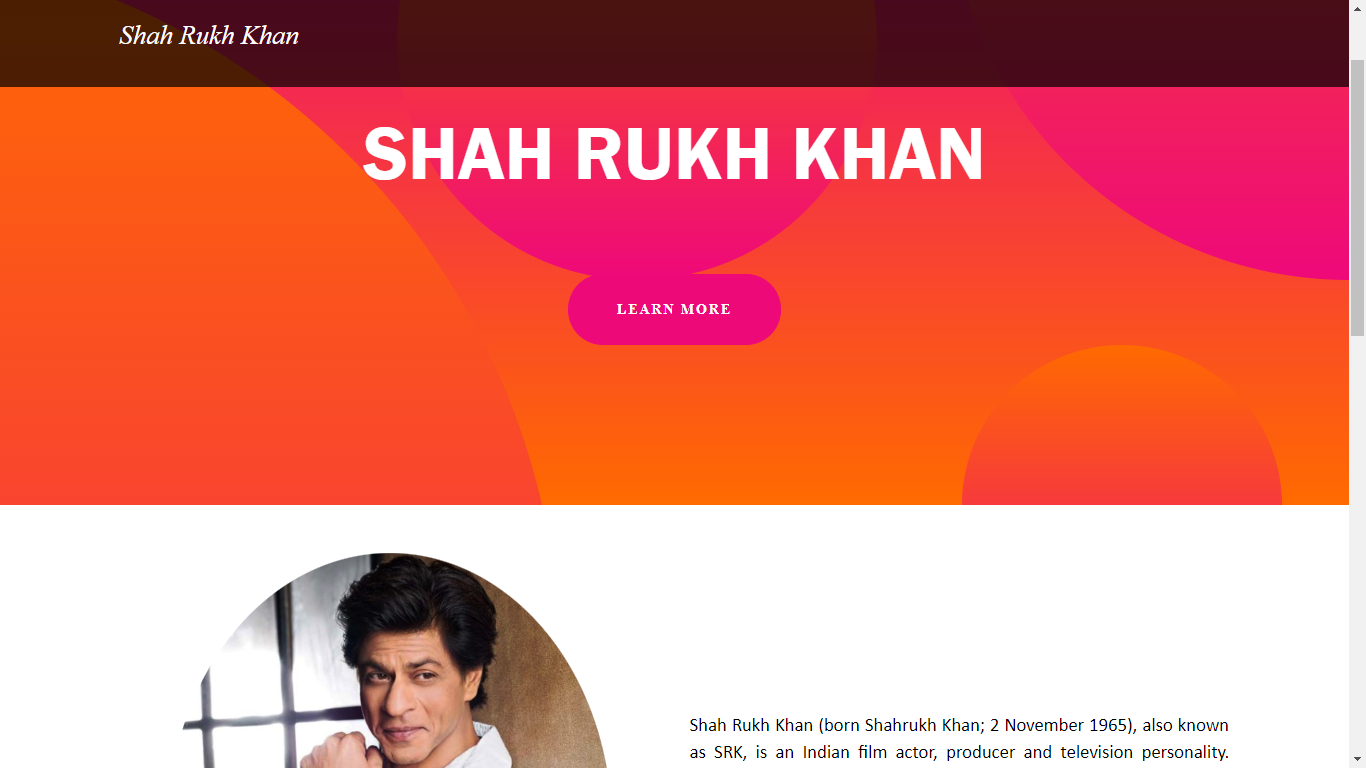 Shah Rukh Khan
SHAH RUKH KHAN
LEARN MORE
Shah Rukh Khan (born Shahrukh Khan; 2 November 1965), also known
as SRK, is an Indian film actor, producer and television personality.